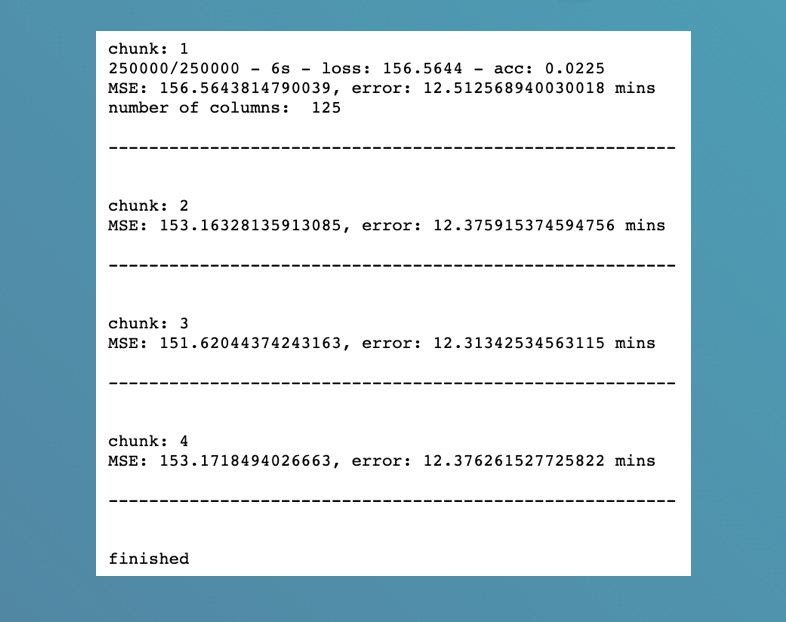 chunk: 1
250000/250000 - 6s - loss: 156.5644 - acc: 0.0225
MSE: 156.5643814790039, error: 12.512568940030018 mins
number of columns:  125
--------------------------------------------------------
chunk: 2
MSE: 153.16328135913085, error: 12.375915374594756 mins
--------------------------------------------------------
chunk: 3
MSE: 151.62044374243163, error: 12.31342534563115 mins
--------------------------------------------------------
chunk: 4
MSE: 153.1718494026663, error: 12.376261527725822 mins
--------------------------------------------------------
finished